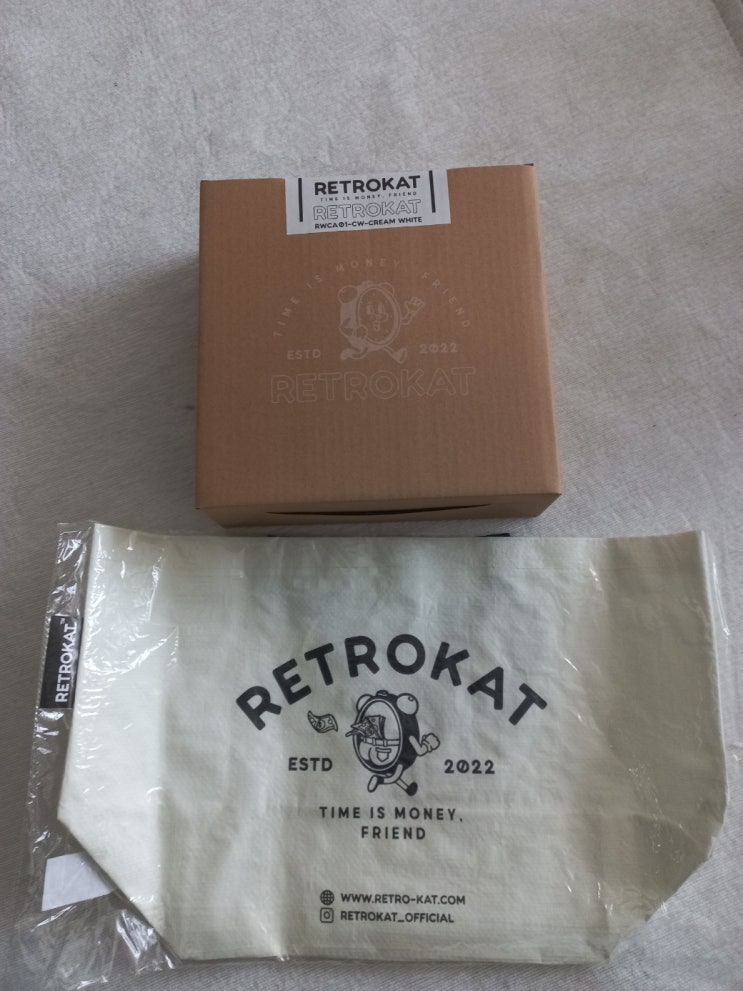 RETROKAT
TIME IS MONEY, FRIEND
RETROKAT
RWCA01-CW-CREAM WHITE
TIME IS MONEY, FRIEND
ESTD 2022
RETROKAT
RETROKAT
RETROKAT
ESTD 2022
TIME IS MONEY,
FRIEND
WWW.RETRO-KAT.COM
RETROKAT_OFFICIAL